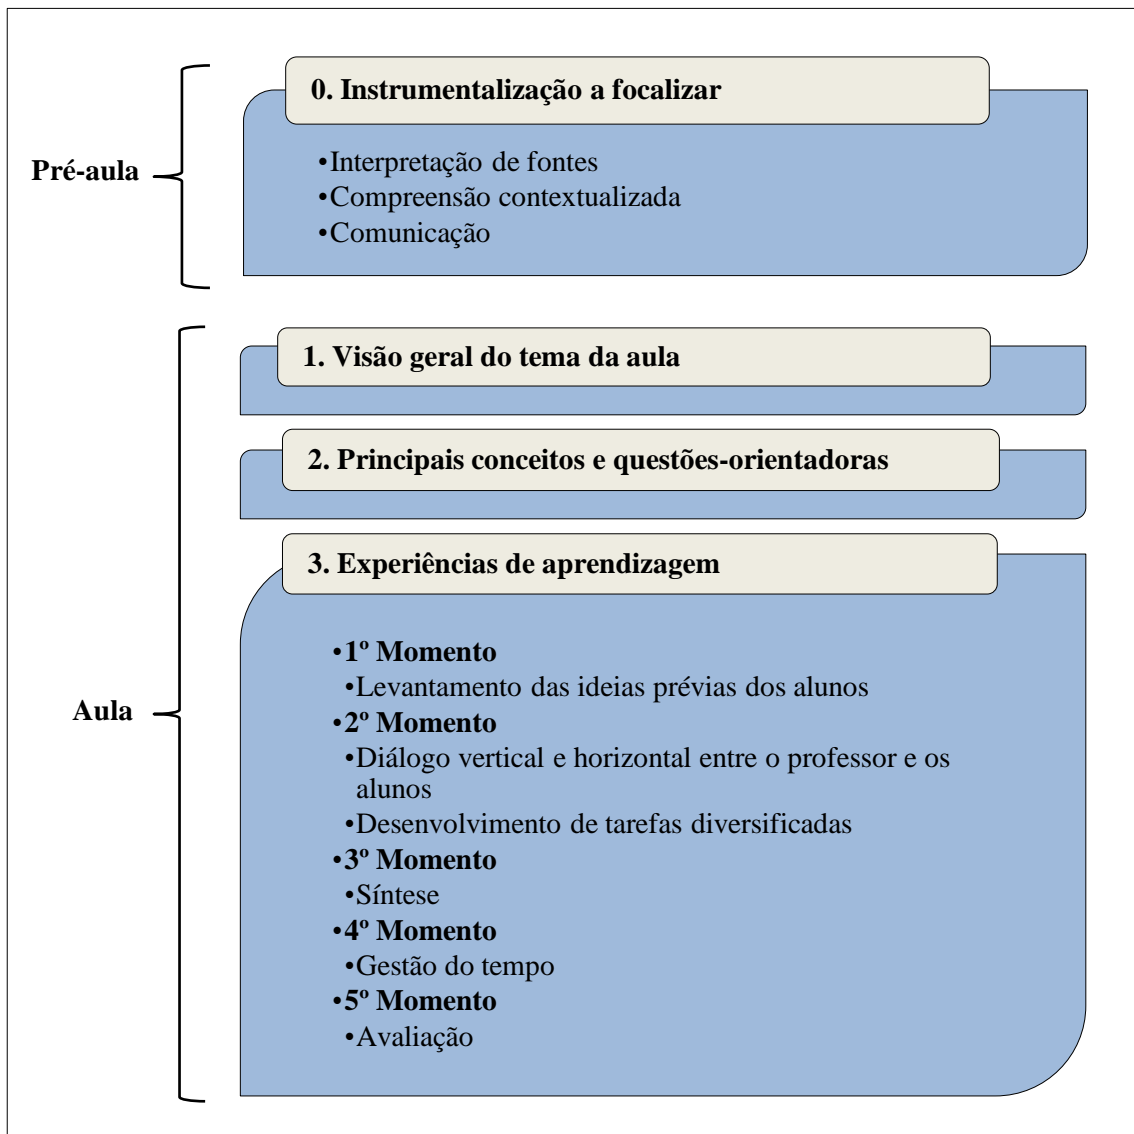 Pré-aula
0. Instrumentalização a focalizar
•Interpretação de fontes
•Compreensão contextualizada
•Comunicação
Aula
1. Visão geral do tema da aula
2. Principais conceitos e questões-orientadoras
3. Experiências de aprendizagem
•1º Momento
•Levantamento das ideias prévias dos alunos
•2º Momento
•Diálogo vertical e horizontal entre o professor e os
alunos
•Desenvolvimento de tarefas diversificadas
•3º Momento
•Síntese
•4º Momento
•Gestão do tempo
•5º Momento
•Avaliação